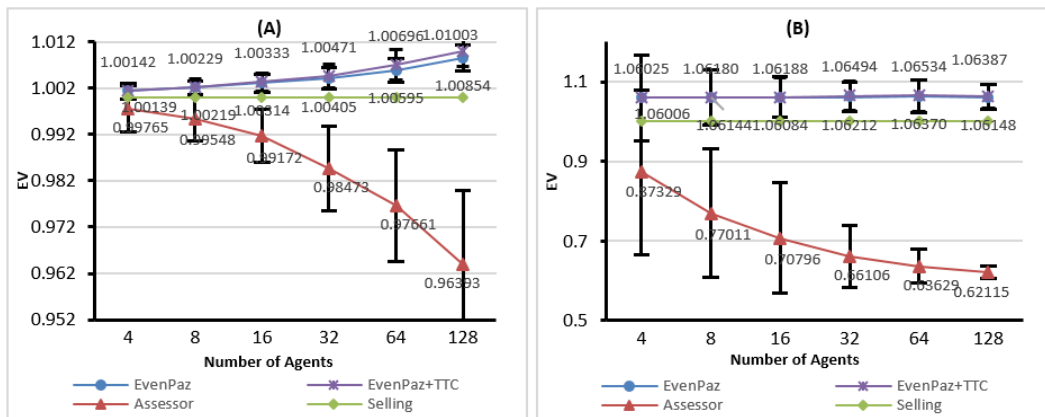 (A)
1.012
1.002
0.992
0.982
0.972
0.962
0.952
EV
1.00142
1.00229
1.00333
1.00471
1.00696
1.01003
1.00139
1.00219
1.00314
1.00405
1.00595
1.00854
0.99765
0.99548
0.99172
0.98473
0.97661
0.96393
4 8 16 32 64 128
Number of Agents
EvenPaz
EvenPaz+TTC
Assessor
Selling
(B)
1.1
0.9
0.7
0.5
EV
1.06025
1.06180
1.06188
1.06494
1.06534
1.06387
1.06006
1.06144
1.06084
1.06212
1.06370
1.06148
0.87329
0.77011
0.70796
0.66106
0.63629
0.62115
4 8 16 32 64 128
Number of Agents
EvenPaz
EvenPaz+TTC
Assessor
Selling